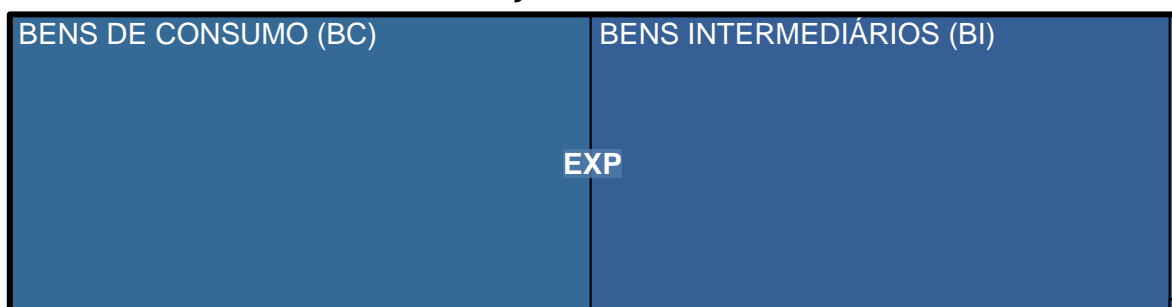 BENS DE CONSUMO (BC)
BENS INTERMEDIÁRIOS (BI)
EXP